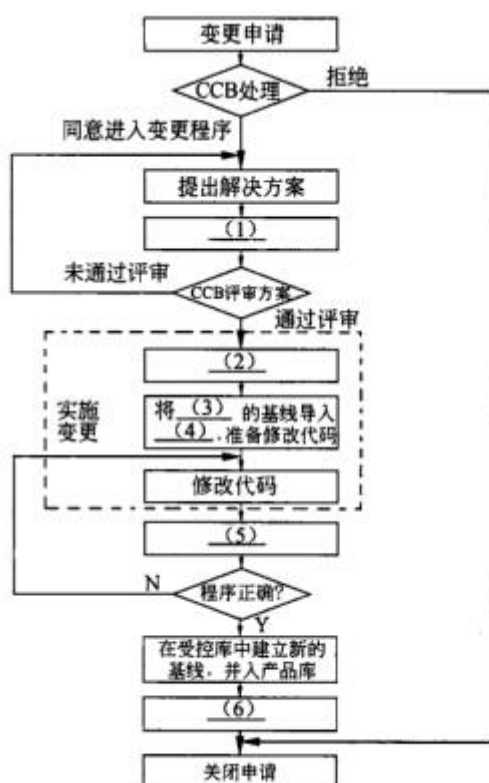 变更申请
CCB处理
拒绝
同意进入变更程序
提出解决方案
(1)
未通过评审
CCB评审方案
通过评审
(2)
实施
变更
将 (3) 的基线导入
(4) .准备修改代码
修改代码
(5)
N
程序正确?
Y
在受控库中建立新的
基线，并入产品库
(6)
关闭申请